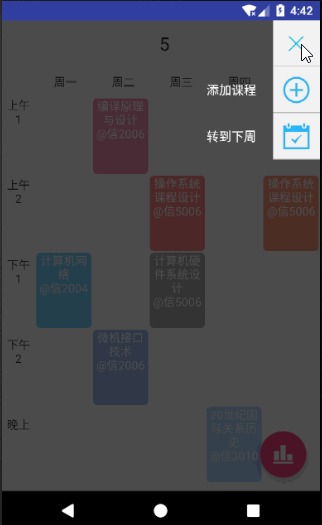 4:42
5
周一 周二 周三 周四
添加课程
转到下周
上午
1
编译原理
与设计
@信2006
上午
2
操作系统
课程设计
@信5006
操作系统
课程设计
@信5006
下午
1
计算机网
络
@信2004
计算机硬
件系统设
计
@信5006
下午
2
微机接口
技术
@信2006
晚上
20世纪国
际关系历
史
@信3010